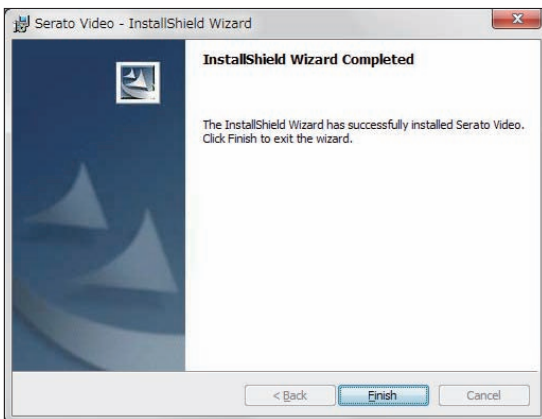 Serato Video - InstallShield Wizard
InstallShield Wizard Completed
The InstallShield Wizard has successfully installed Serato Video.
Click Finish to exit the wizard.
< Back
Finish
Cancel